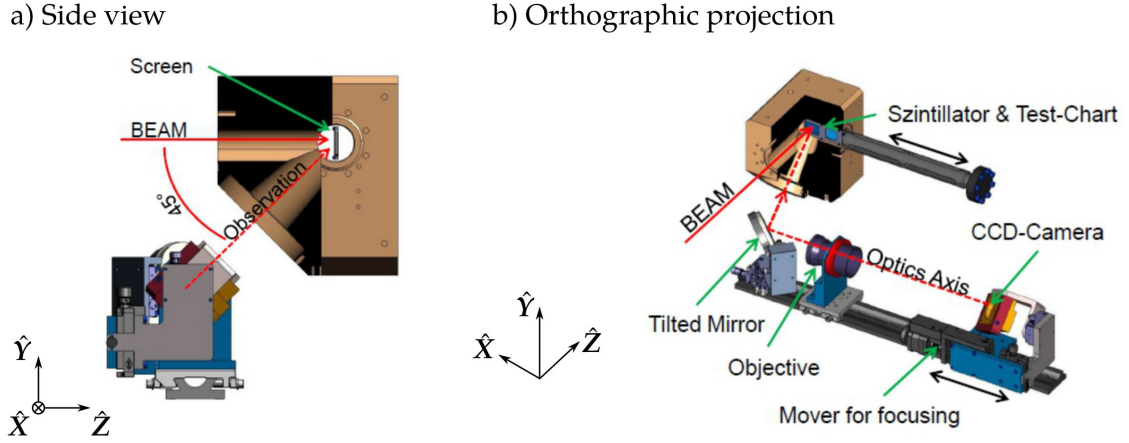 a) Side view
b) Orthographic projection
Screen
BEAM
45°
Observation
Ŷ
X̂
Ẑ
Szintillator & Test-Chart
BEAM
CCD-Camera
Optics Axis
Tilted Mirror
Objective
Mover for focusing
Ŷ
X̂
Ẑ